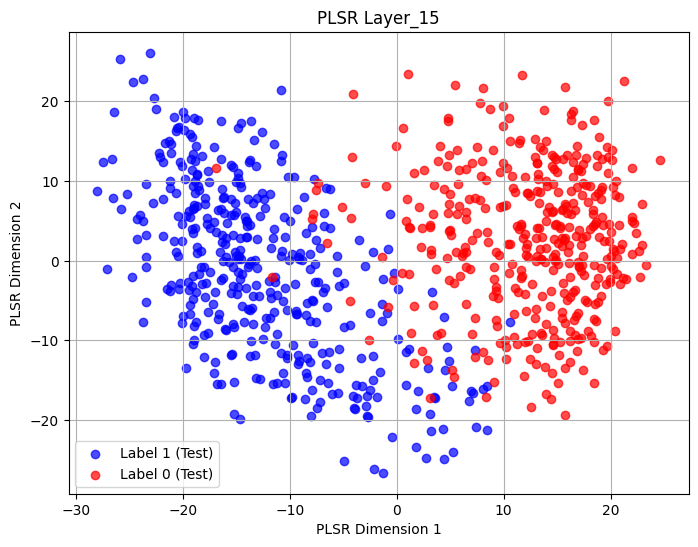 PLSR Layer_15
PLSR Dimension 2
20
10
0
−10
−20
Label 1 (Test)
Label 0 (Test)
−30 −20 −10 0 10 20
PLSR Dimension 1